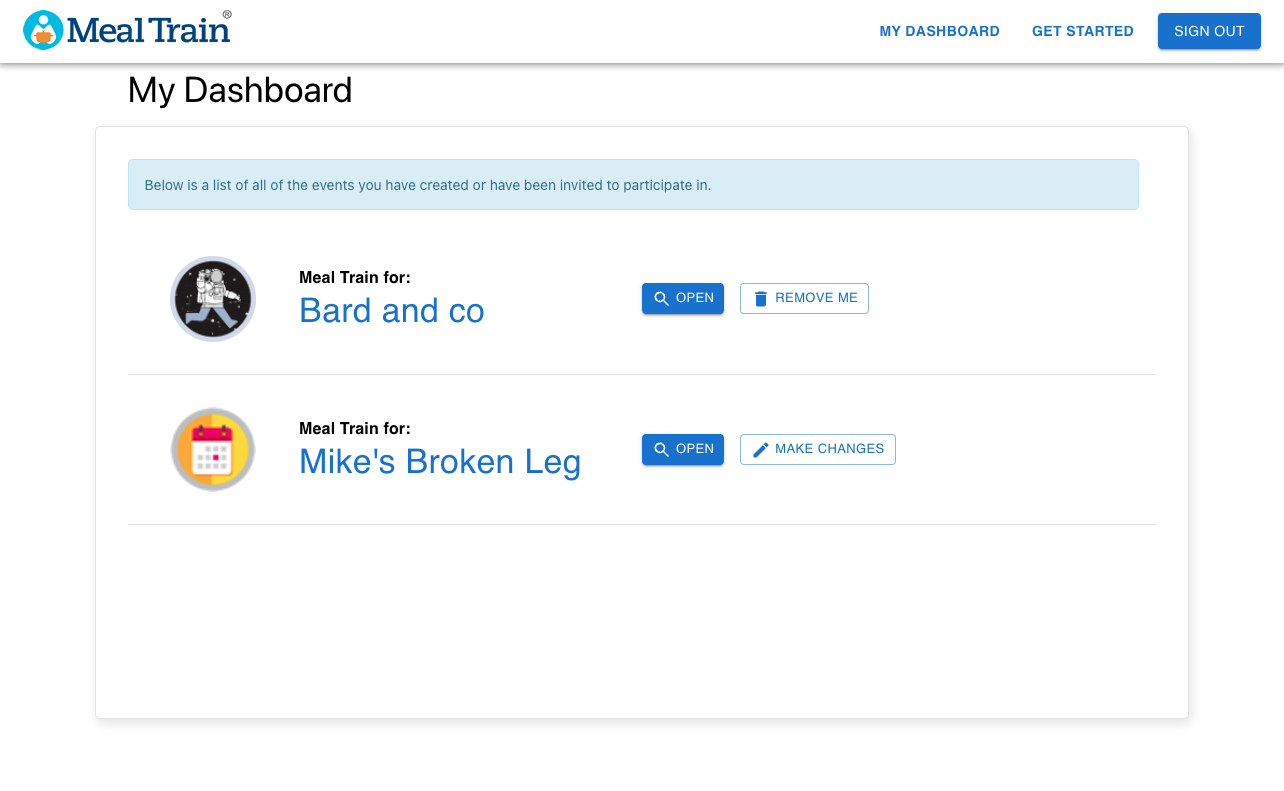 Meal Train®
MY DASHBOARD
GET STARTED
SIGN OUT
My Dashboard
Below is a list of all of the events you have created or have been invited to participate in.
Meal Train for:
Bard and co
OPEN
REMOVE ME
Meal Train for:
Mike's Broken Leg
OPEN
MAKE CHANGES